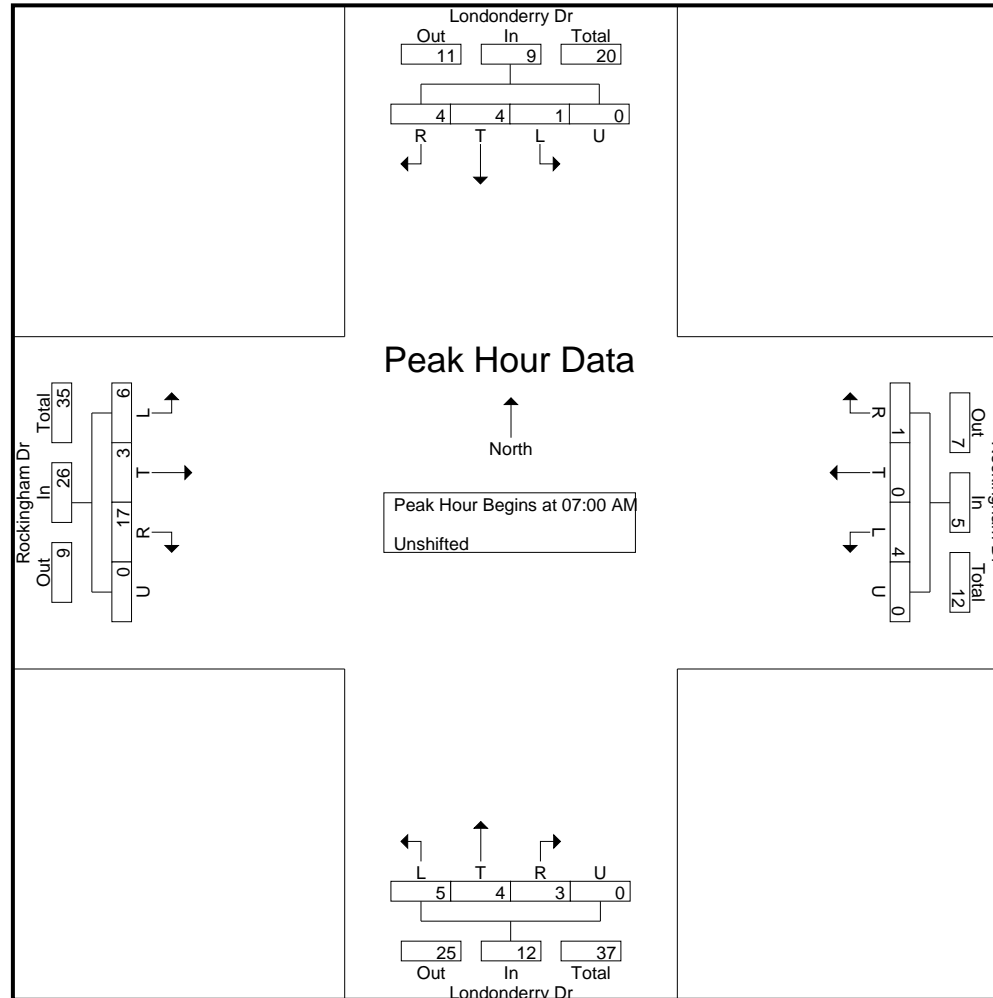 Londonderry Dr
Out In Total
11 9 20
4 4 1 0
R T L U
Peak Hour Data
North
Peak Hour Begins at 07:00 AM
Unshifted
Rockingham Dr
Total In Out
35 26 9
6 3 17 0
L T R U
R T L U
1 0 4 0
7 5 12
Out In Total
L T R U
5 4 3 0
25 12 37
Out In Total
Londonderry Dr